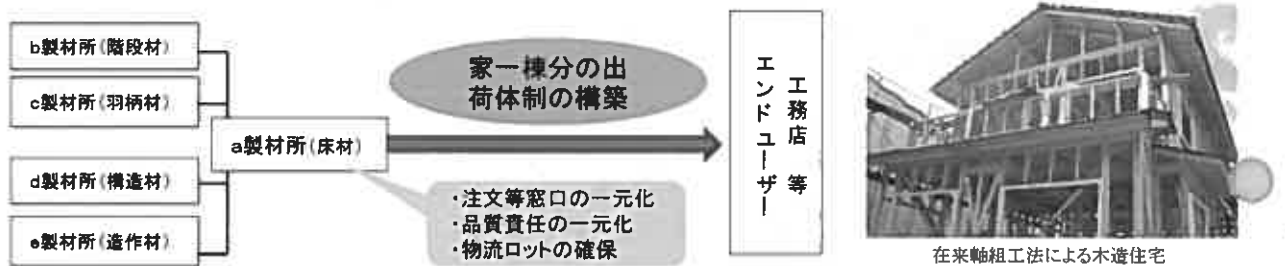 b製材所(階段材)
c製材所(羽柄材)
a製材所(床材)
d製材所(構造材)
e製材所(造作材)
家一棟分の出
荷体制の構築
・注文等窓口の一元化
・品質責任の一元化
・物流ロットの確保
工務店 等
エンドユーザー
在来軸組工法による木造住宅